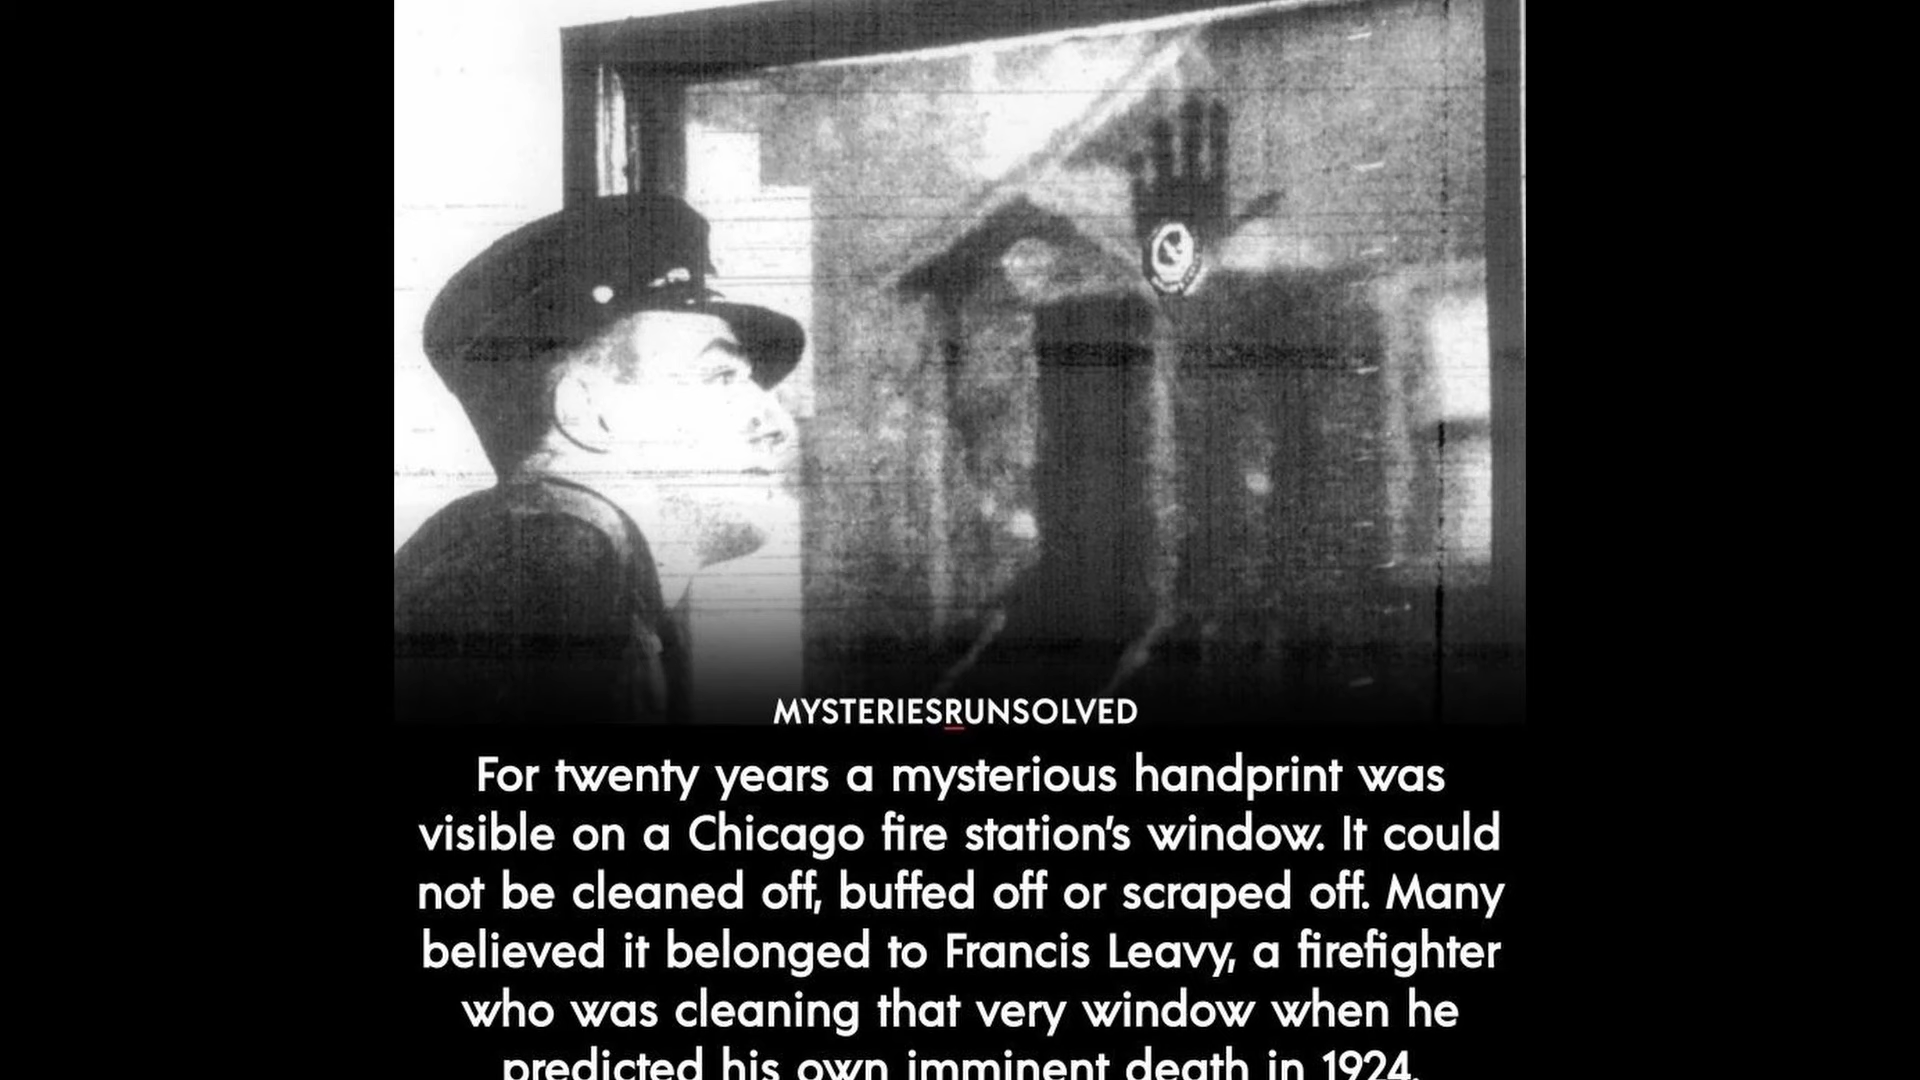 MYSTERIESRUNSOLVED
For twenty years a mysterious handprint was
visible on a Chicago fire station's window. It could
not be cleaned off, buffed off or scraped off. Many
believed it belonged to Francis Leavy, a firefighter
who was cleaning that very window when he
predicted his own imminent death in 1924.